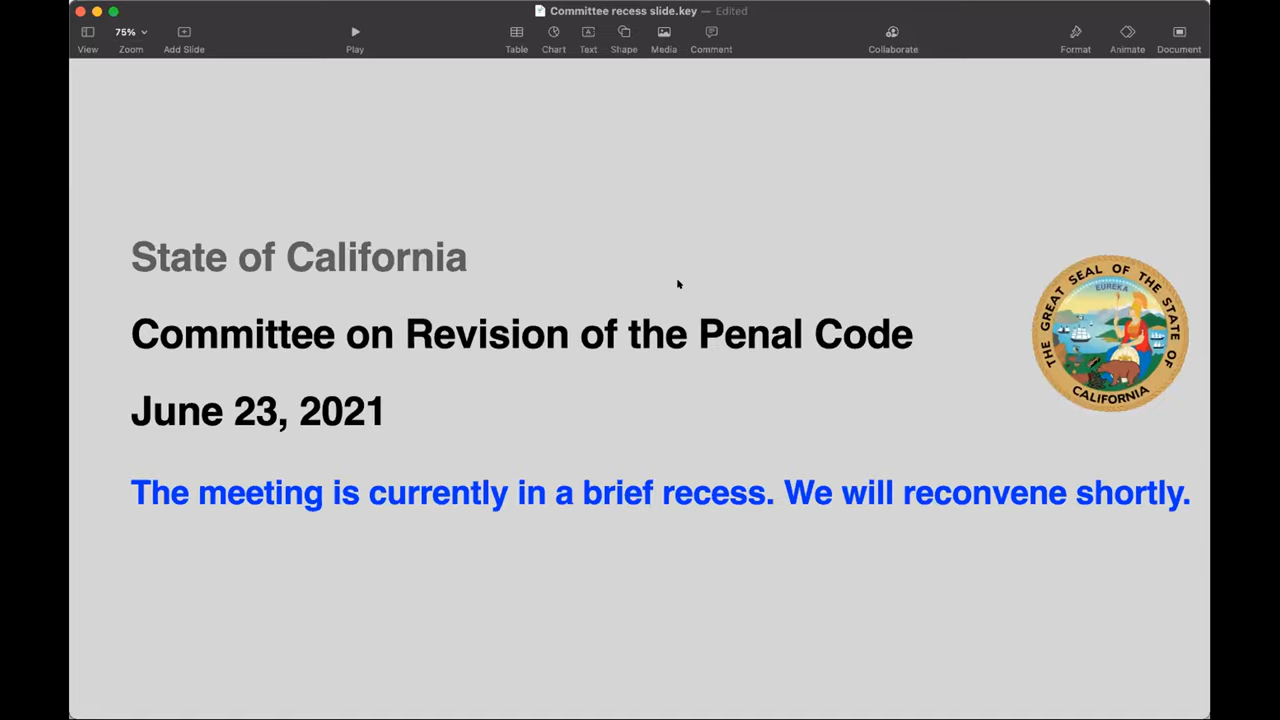 Committee recess slide.key — Edited
75%
View Zoom Add Slide Play Table Chart Text Shape Media Comment Collaborate Format Animate Document
State of California
Committee on Revision of the Penal Code
June 23, 2021
The meeting is currently in a brief recess. We will reconvene shortly.
THE GREAT SEAL OF THE STATE OF CALIFORNIA
EUREKA